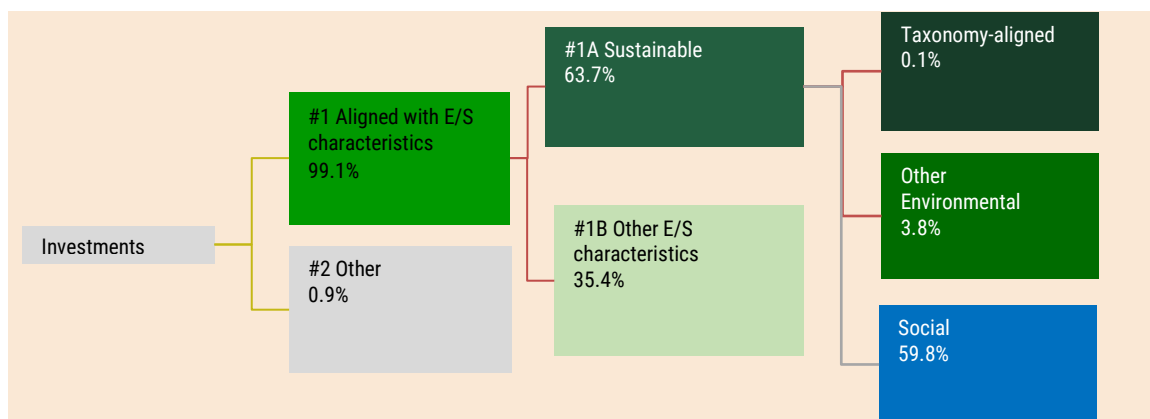 Investments
#1 Aligned with E/S
characteristics
99.1%
#2 Other
0.9%
#1A Sustainable
63.7%
#1B Other E/S
characteristics
35.4%
Taxonomy-aligned
0.1%
Other
Environmental
3.8%
Social
59.8%